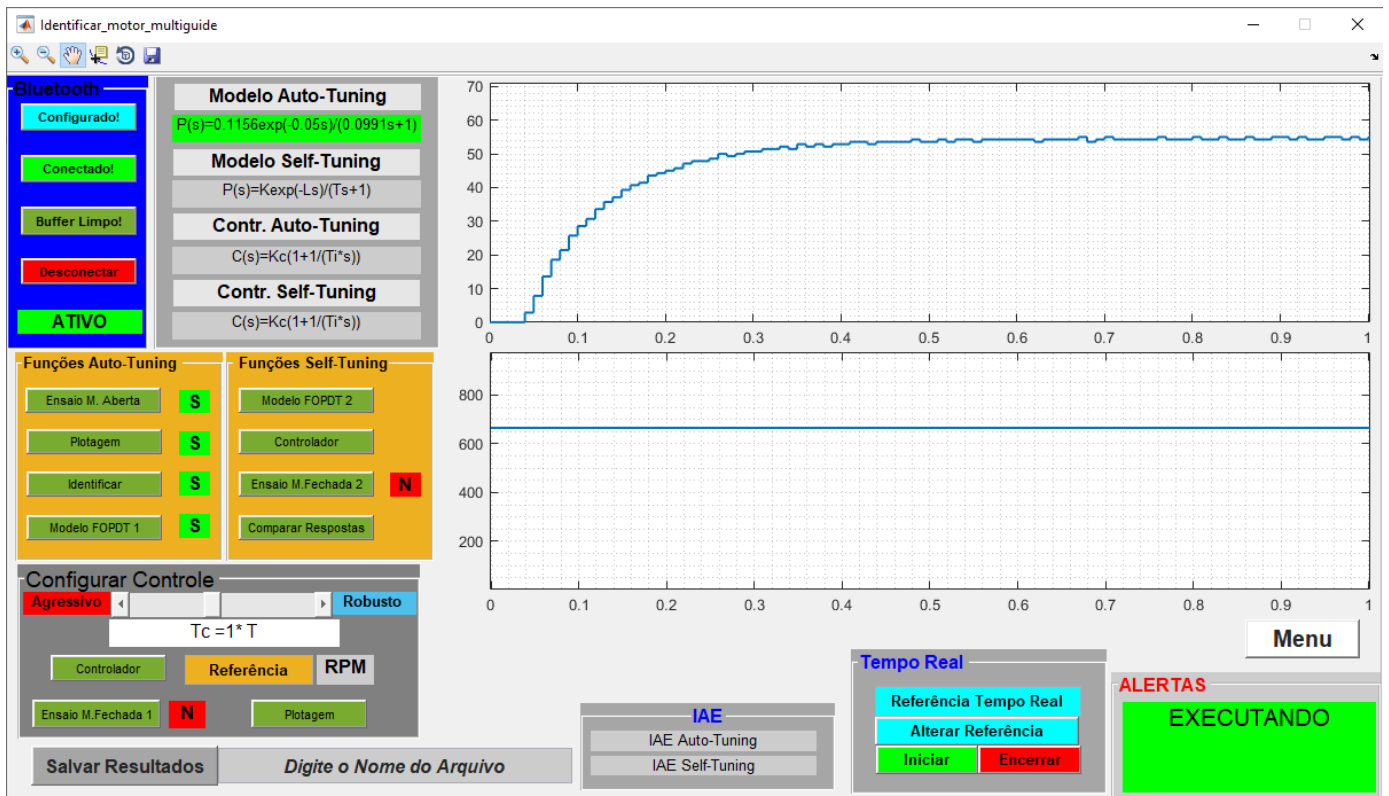 Identificar_motor_multiguide
Bluetooth
Configurado!
Conectado!
Buffer Limpo!
Desconectar
ATIVO
Modelo Auto-Tuning
P(s)=0.1156exp(-0.05s)/(0.0991s+1)
Modelo Self-Tuning
P(s)=Kexp(-Ls)/(Ts+1)
Contr. Auto-Tuning
C(s)=Kc(1+1/(Ti*s))
Contr. Self-Tuning
C(s)=Kc(1+1/(Ti*s))
70
60
50
40
30
20
10
0
0 0.1 0.2 0.3 0.4 0.5 0.6 0.7 0.8 0.9 1
800
600
400
200
0 0.1 0.2 0.3 0.4 0.5 0.6 0.7 0.8 0.9 1
Funções Auto-Tuning
Ensaio M. Aberta S
Plotagem S
Identificar S
Modelo FOPDT 1 S
Funções Self-Tuning
Modelo FOPDT 2
Controlador
Ensaio M.Fechada 2 N
Comparar Respostas
Configurar Controle
Agressivo Robusto
Tc =1* T
Controlador Referência RPM
Ensaio M.Fechada 1 N Plotagem
Salvar Resultados Digite o Nome do Arquivo
IAE
IAE Auto-Tuning
IAE Self-Tuning
Tempo Real
Referência Tempo Real
Alterar Referência
Iniciar Encerrar
Menu
ALERTAS
EXECUTANDO